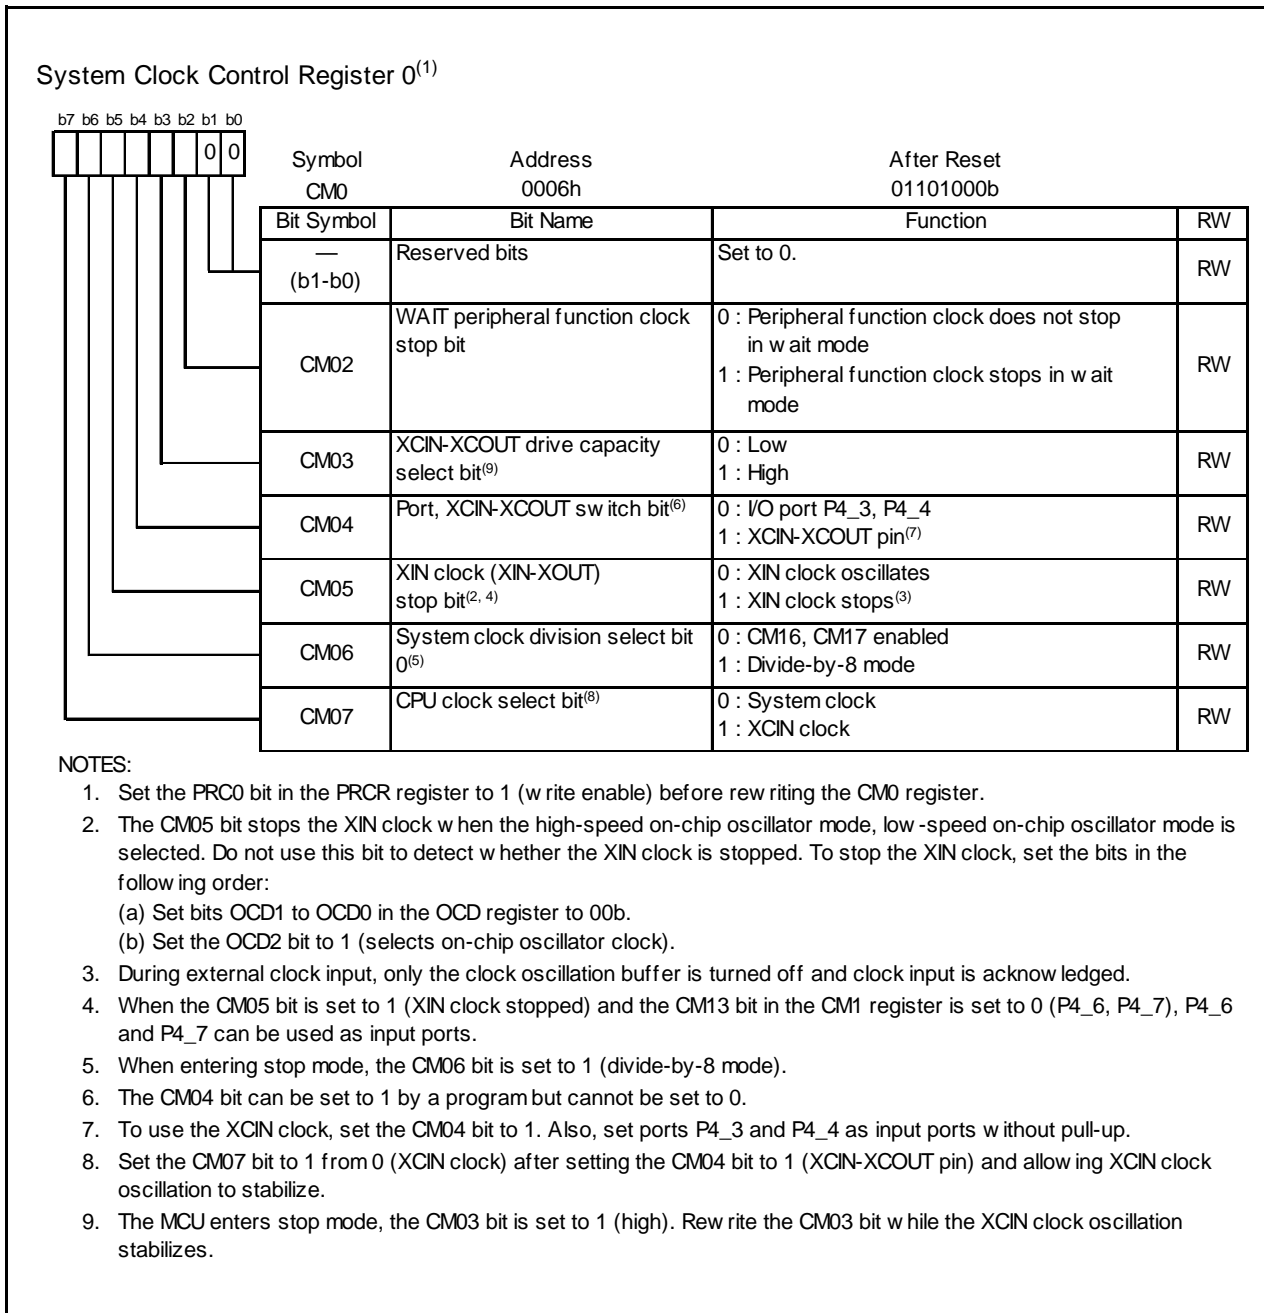 System Clock Control Register 0(1)
b7 b6 b5 b4 b3 b2 b1 b0
0 0
Symbol Address After Reset
CM0 0006h 01101000b
Bit Symbol Bit Name Function RW
— Reserved bits Set to 0. RW
(b1-b0)
CM02 WAIT peripheral function clock 0 : Peripheral function clock does not stop RW
stop bit in wait mode
1 : Peripheral function clock stops in wait
mode
CM03 XCIN-XCOUT drive capacity 0 : Low RW
select bit(9) 1 : High
CM04 Port, XCIN-XCOUT switch bit(6) 0 : I/O port P4_3, P4_4 RW
1 : XCIN-XCOUT pin(7)
CM05 XIN clock (XIN-XOUT) 0 : XIN clock oscillates RW
stop bit(2, 4) 1 : XIN clock stops(3)
CM06 System clock division select bit 0 : CM16, CM17 enabled RW
0(5) 1 : Divide-by-8 mode
CM07 CPU clock select bit(8) 0 : System clock RW
1 : XCIN clock
NOTES:
1. Set the PRC0 bit in the PRCR register to 1 (write enable) before rewriting the CM0 register.
2. The CM05 bit stops the XIN clock when the high-speed on-chip oscillator mode, low-speed on-chip oscillator mode is
selected. Do not use this bit to detect whether the XIN clock is stopped. To stop the XIN clock, set the bits in the
following order:
(a) Set bits OCD1 to OCD0 in the OCD register to 00b.
(b) Set the OCD2 bit to 1 (selects on-chip oscillator clock).
3. During external clock input, only the clock oscillation buffer is turned off and clock input is acknowledged.
4. When the CM05 bit is set to 1 (XIN clock stopped) and the CM13 bit in the CM1 register is set to 0 (P4_6, P4_7), P4_6
and P4_7 can be used as input ports.
5. When entering stop mode, the CM06 bit is set to 1 (divide-by-8 mode).
6. The CM04 bit can be set to 1 by a program but cannot be set to 0.
7. To use the XCIN clock, set the CM04 bit to 1. Also, set ports P4_3 and P4_4 as input ports without pull-up.
8. Set the CM07 bit to 1 from 0 (XCIN clock) after setting the CM04 bit to 1 (XCIN-XCOUT pin) and allowing XCIN clock
oscillation to stabilize.
9. The MCU enters stop mode, the CM03 bit is set to 1 (high). Rewrite the CM03 bit while the XCIN clock oscillation
stabilizes.